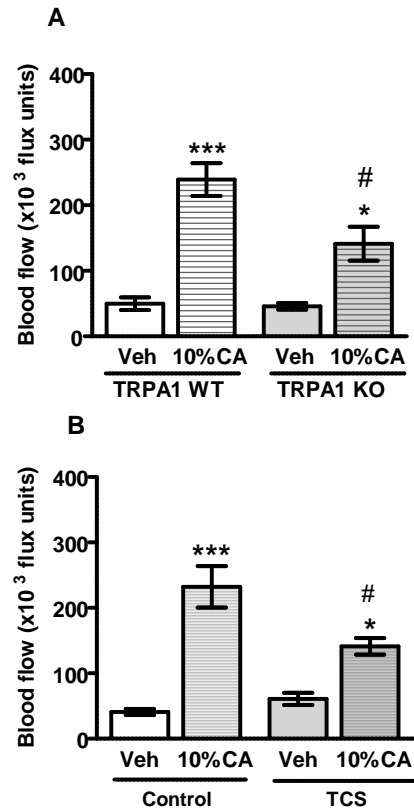 A
Blood flow (x10 3 flux units)
400
300
200
100
0
***
#
*
Veh 10%CA Veh 10%CA
TRPA1 WT TRPA1 KO
B
Blood flow (x10 3 flux units)
400
300
200
100
0
***
#
*
Veh 10%CA Veh 10%CA
Control TCS